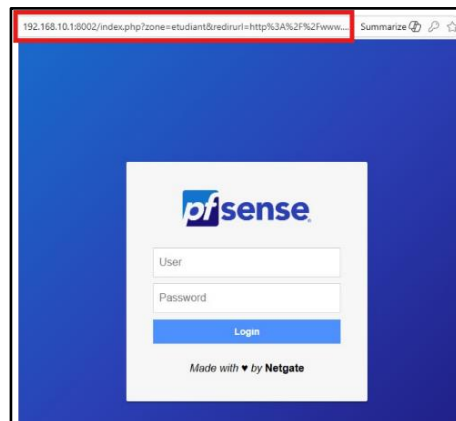 192.168.10.1:8002/index.php?zone=etudiant&redirurl=http%3A%2F%2Fwww.... Summarize
pfsense
User
Password
Login
Made with ♥ by Netgate